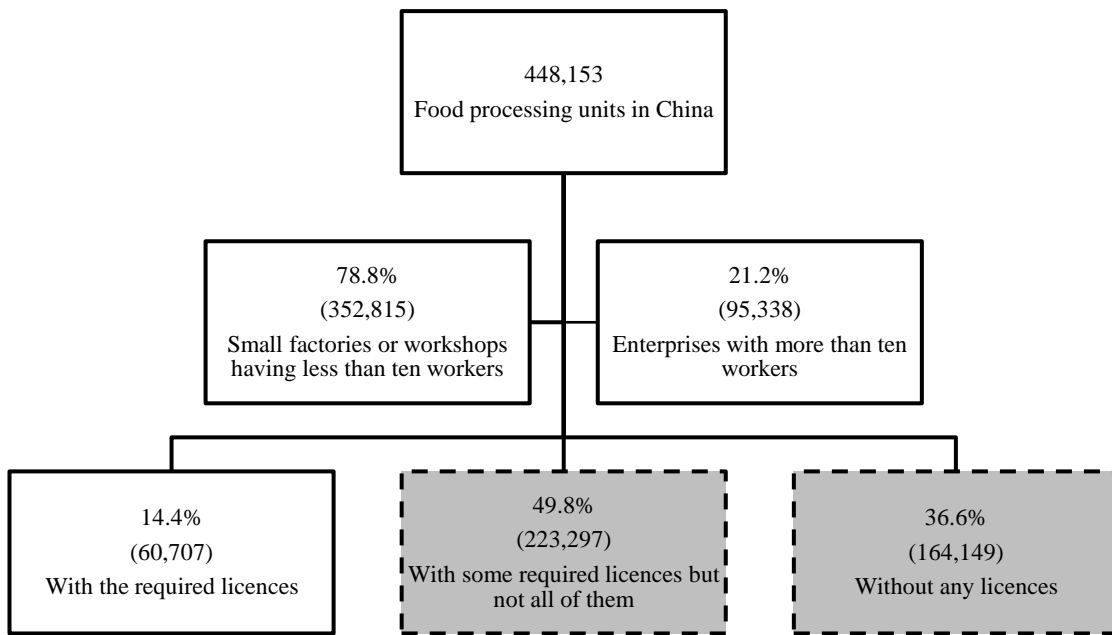 448,153
Food processing units in China
78.8%
(352,815)
Small factories or workshops
having less than ten workers
21.2%
(95,338)
Enterprises with more than ten
workers
14.4%
(60,707)
With the required licences
49.8%
(223,297)
With some required licences but
not all of them
36.6%
(164,149)
Without any licences